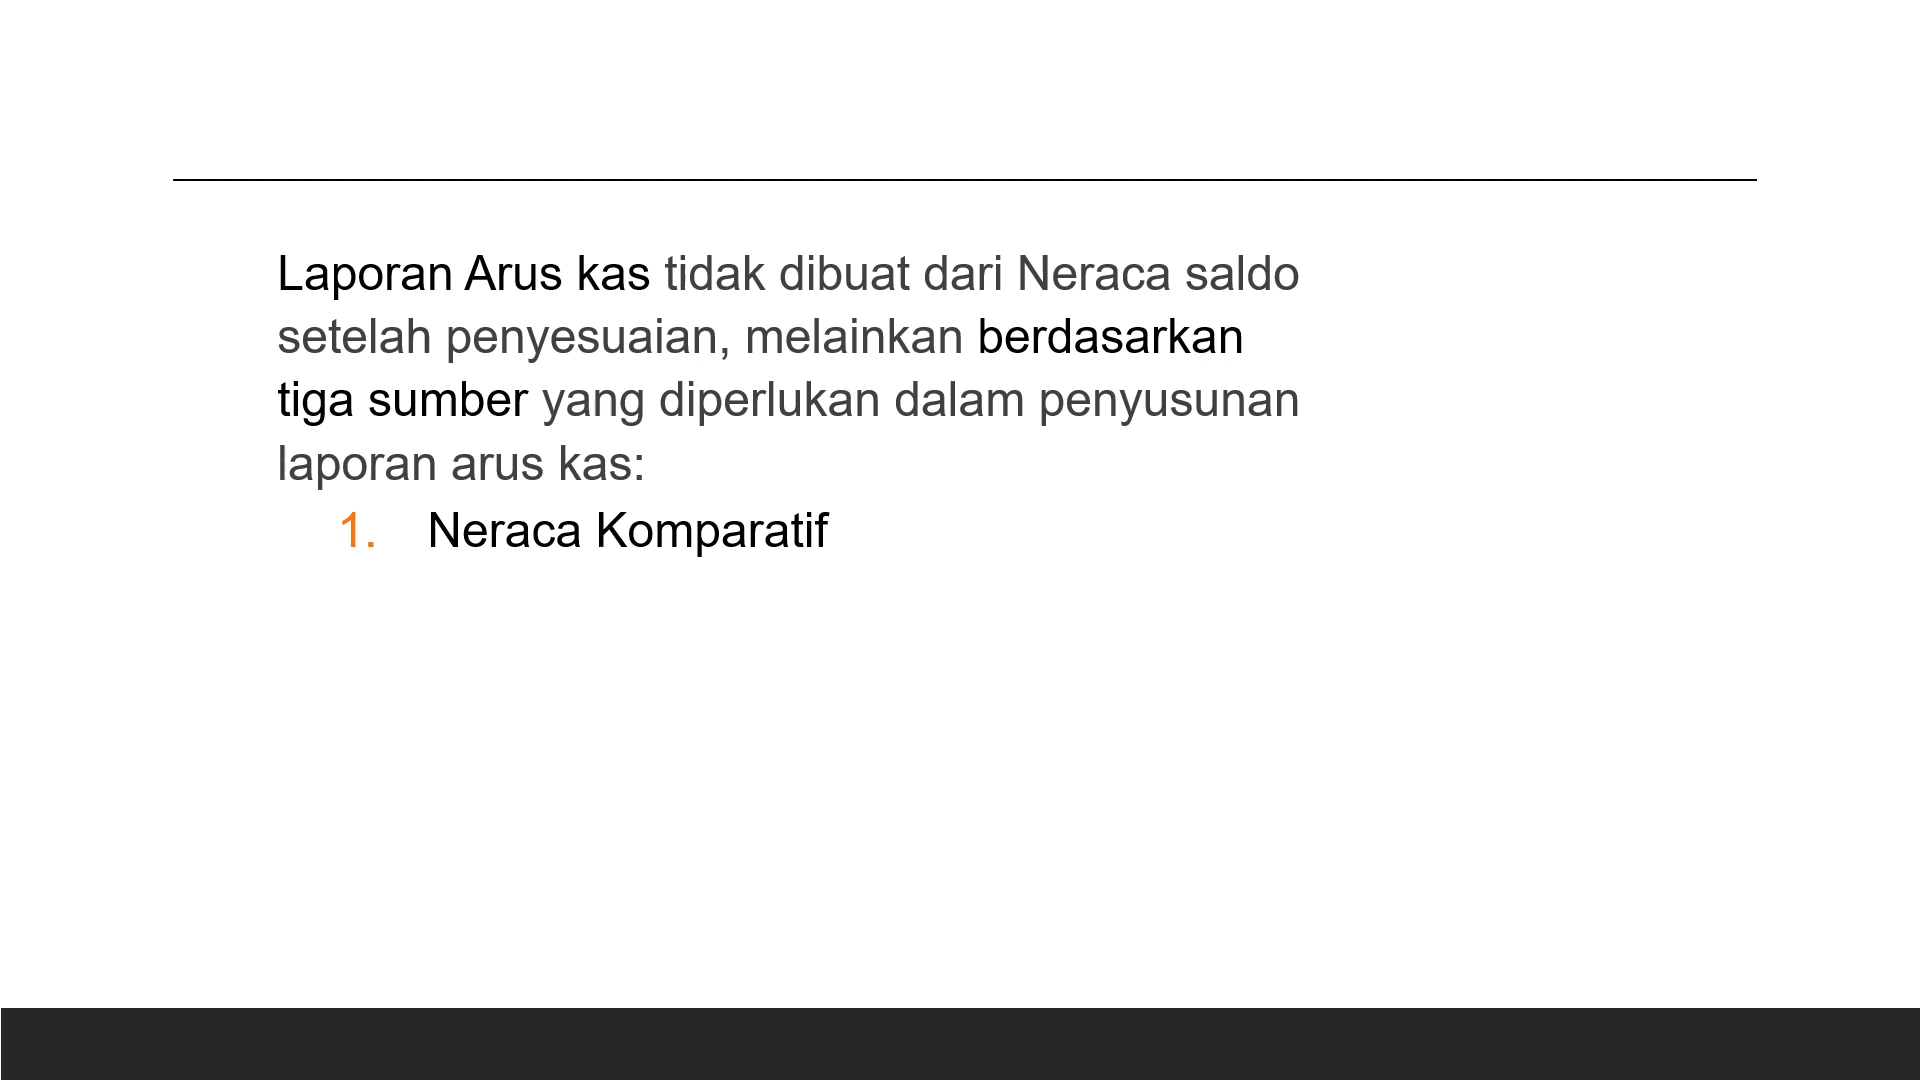 Laporan Arus kas tidak dibuat dari Neraca saldo
setelah penyesuaian, melainkan berdasarkan
tiga sumber yang diperlukan dalam penyusunan
laporan arus kas:
1. Neraca Komparatif